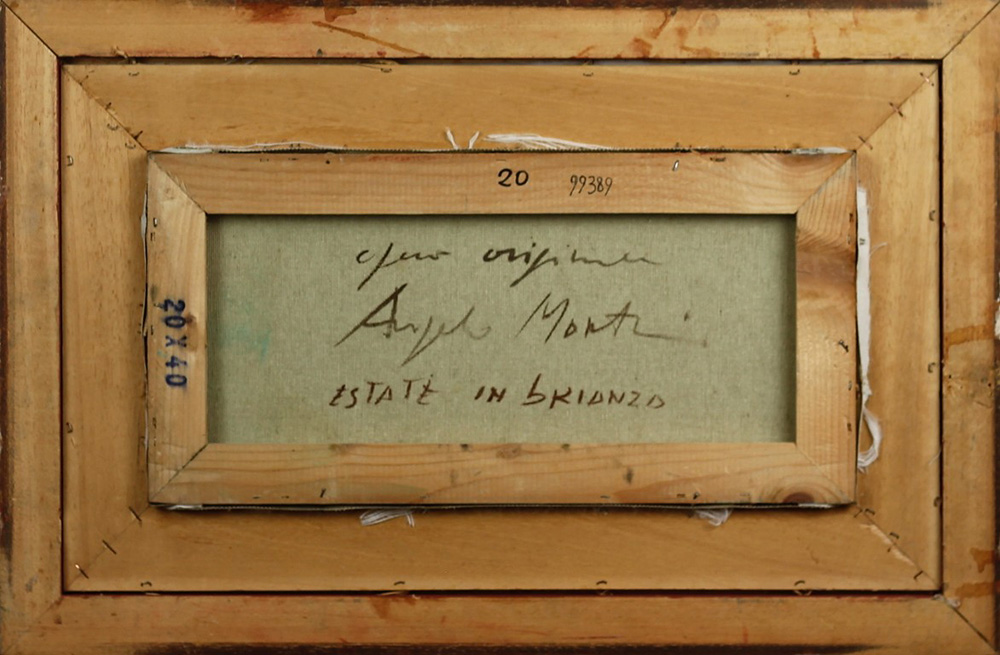 20 99389
20X40
opera originale
Angelo Monti
ESTATE IN bRIANZA